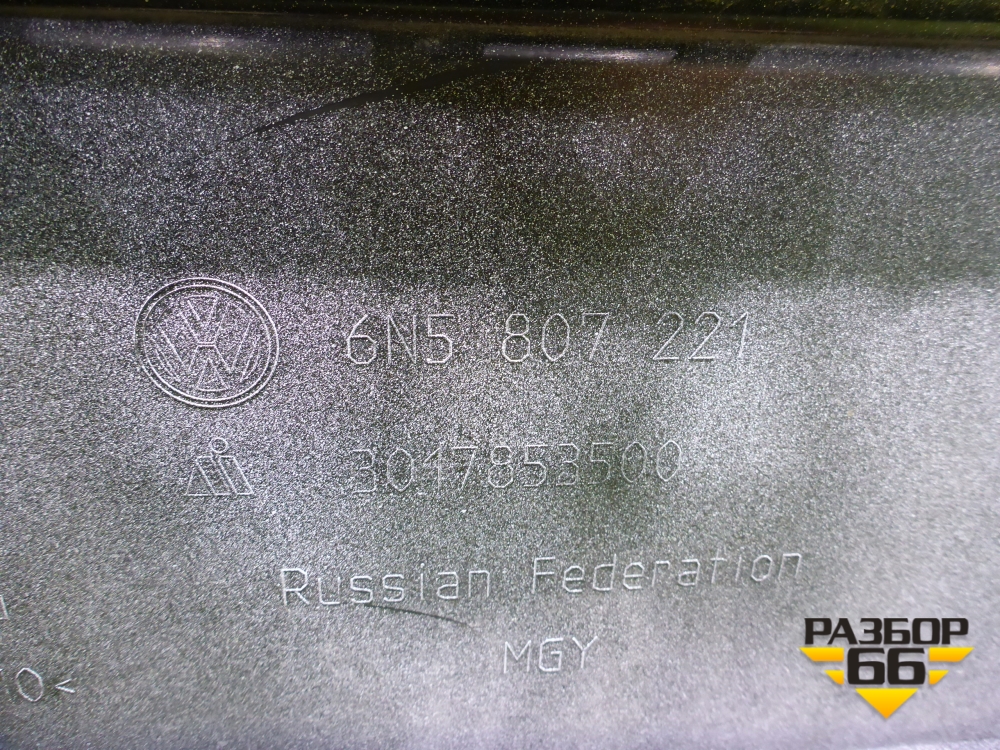 6N5 807 221
3017853500
Russian Federation
MGY
O<
РАЗБОР
66